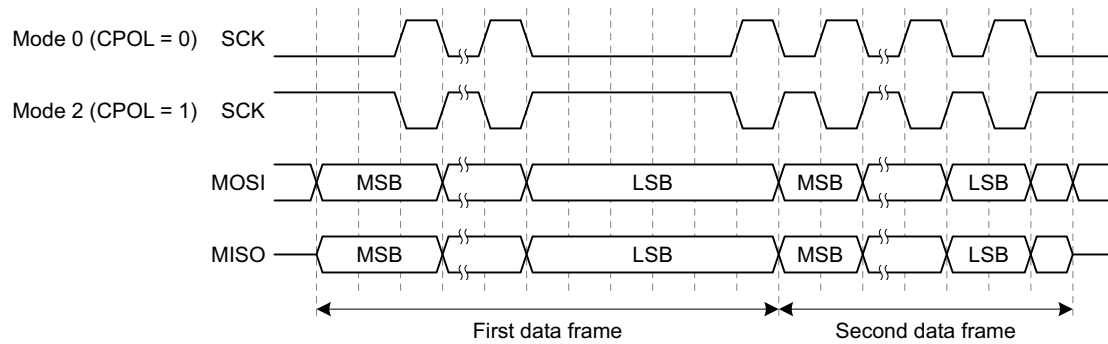 Mode 0 (CPOL = 0) SCK
Mode 2 (CPOL = 1) SCK
MOSI MSB LSB MSB LSB
MISO MSB LSB MSB LSB
First data frame Second data frame